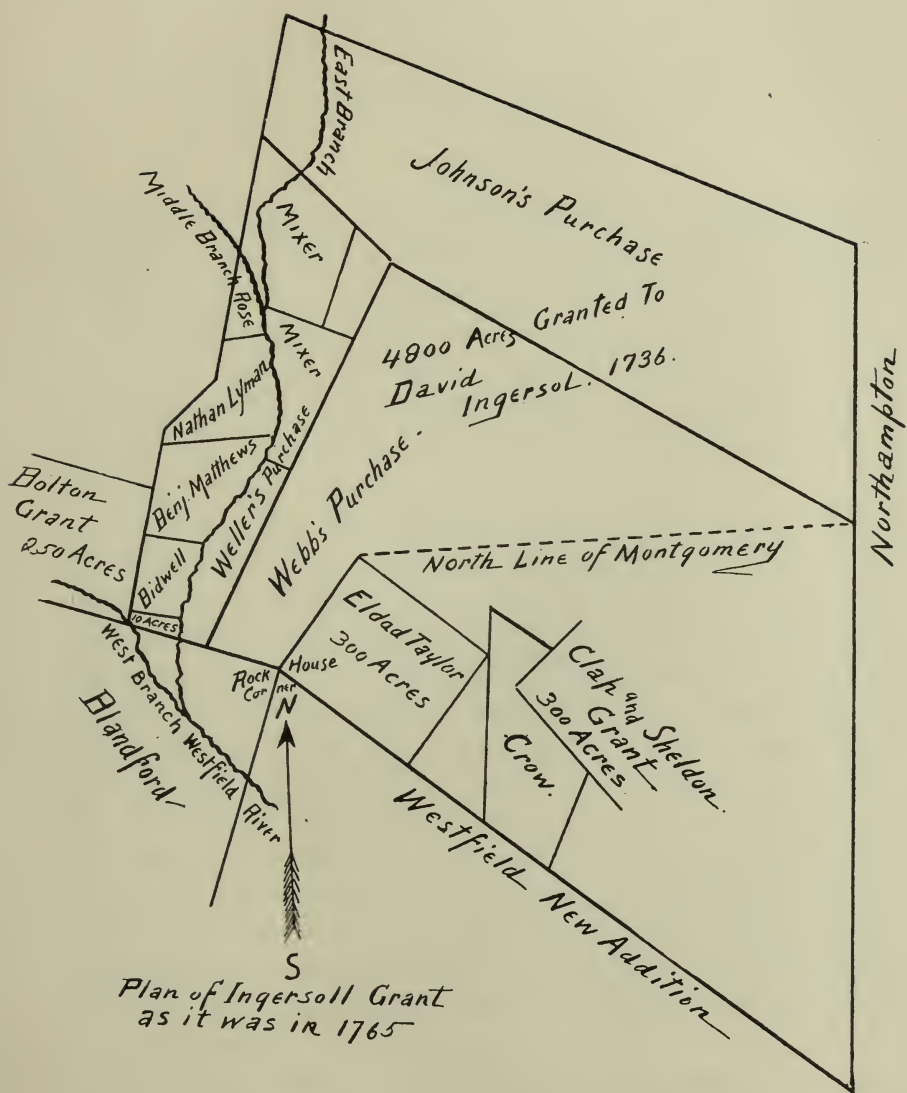 East Branch
Johnson's Purchase
Middle Branch
Mixer
Rose
Mixer
4800 Acres Granted To
David Ingersol. 1736.
Northampton
Nathan Lyman
Benj. Matthews
Weller's Purchase
Webb's Purchase -
Bolton
Grant
250 Acres
Bidwell
10 Acres
North Line of Montgomery
Eldad Taylor
300 Acres
Rock House
Corner
N
Clap and Sheldon
Grant
300 Acres
Crow.
West Branch Westfield River
Blandford
Westfield New Addition
S
Plan of Ingersoll Grant
as it was in 1765